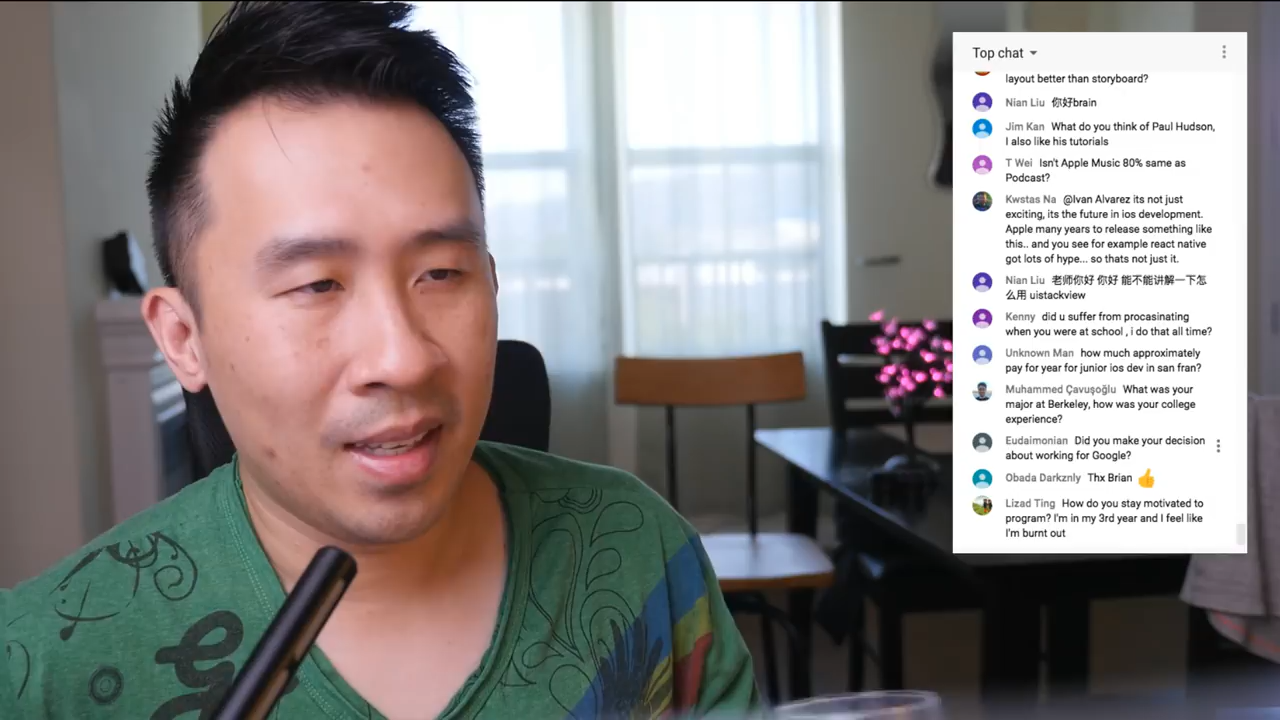 Top chat
layout better than storyboard?
Nian Liu 你好brain
Jim Kan What do you think of Paul Hudson,
I also like his tutorials
T Wei Isn't Apple Music 80% same as
Podcast?
Kwstas Na @Ivan Alvarez its not just
exciting, its the future in ios development.
Apple many years to release something like
this.. and you see for example react native
got lots of hype... so thats not just it.
Nian Liu 老师你好 你好 能不能讲解一下怎
么用 uistackview
Kenny did u suffer from procasinating
when you were at school , i do that all time?
Unknown Man how much approximately
pay for year for junior ios dev in san fran?
Muhammed Çavuşoğlu What was your
major at Berkeley, how was your college
experience?
Eudaimonian Did you make your decision
about working for Google?
Obada Darkznly Thx Brian 👍
Lizad Ting How do you stay motivated to
program? I'm in my 3rd year and I feel like
I'm burnt out